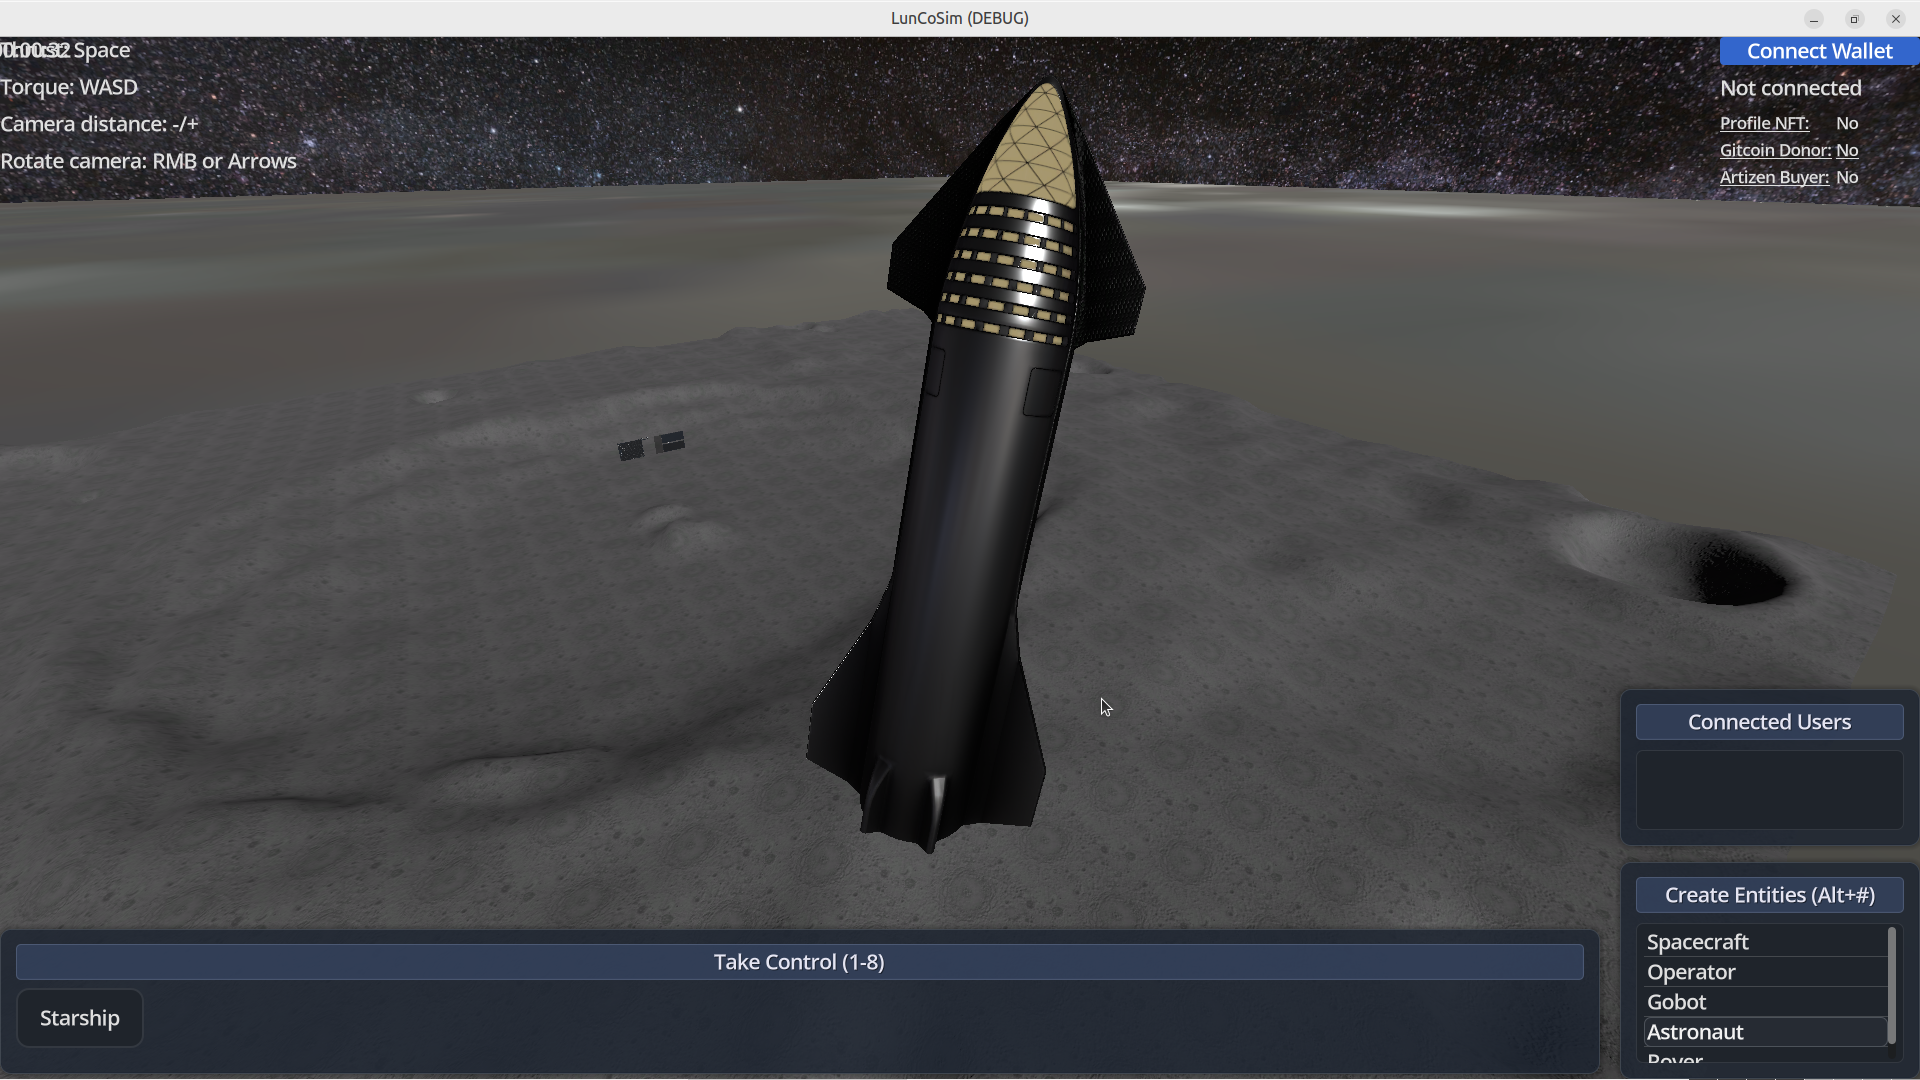 LunCoSim (DEBUG)
Space
Torque: WASD
Camera distance: -/+
Rotate camera: RMB or Arrows
Connect Wallet
Not connected
Profile NFT: No
Gitcoin Donor: No
Artizen Buyer: No
Connected Users
Create Entities (Alt+#)
Spacecraft
Operator
Gobot
Astronaut
Rover
Take Control (1-8)
Starship